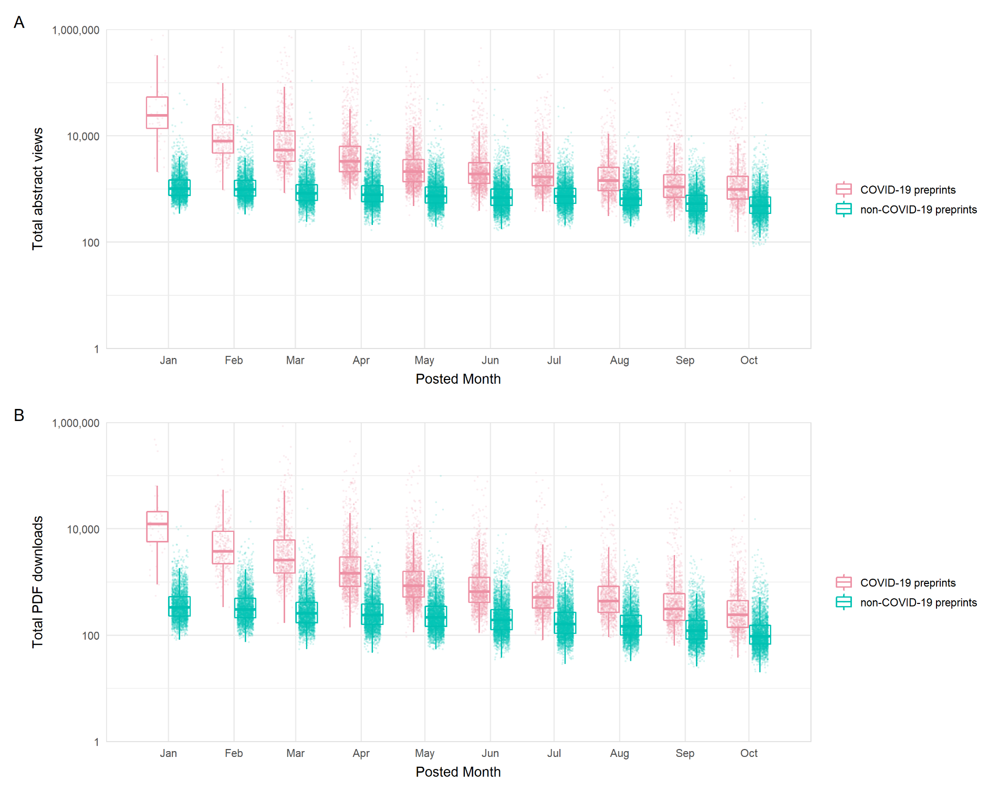 A
1,000,000
10,000
100
1
Total abstract views
Jan Feb Mar Apr May Jun Jul Aug Sep Oct
Posted Month
COVID-19 preprints
non-COVID-19 preprints
B
1,000,000
10,000
100
1
Total PDF downloads
Jan Feb Mar Apr May Jun Jul Aug Sep Oct
Posted Month
COVID-19 preprints
non-COVID-19 preprints